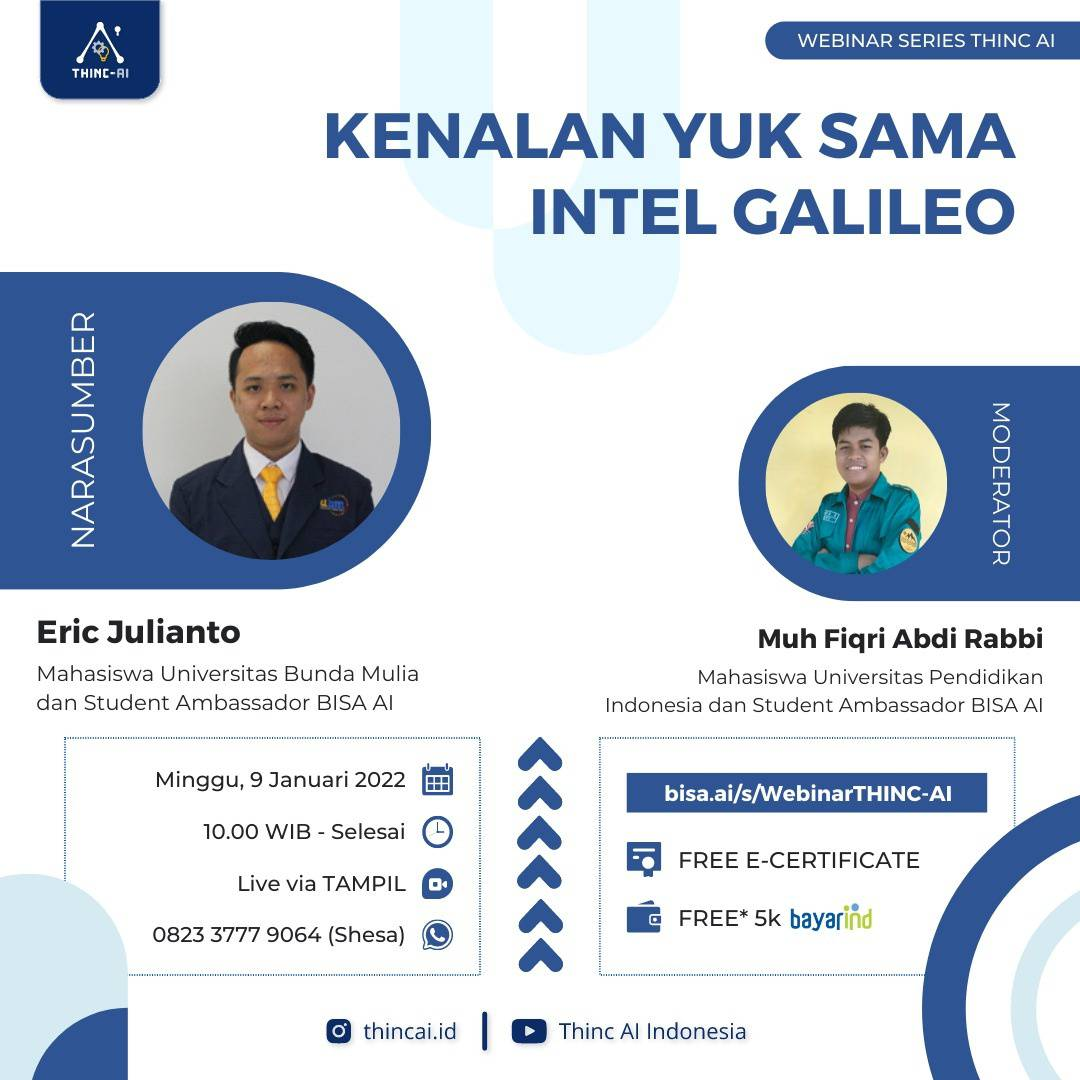 THINC-AI
WEBINAR SERIES THINC AI
KENALAN YUK SAMA
INTEL GALILEO
NARASUMBER
MODERATOR
Eric Julianto
Mahasiswa Universitas Bunda Mulia
dan Student Ambassador BISA AI
Muh Fiqri Abdi Rabbi
Mahasiswa Universitas Pendidikan
Indonesia dan Student Ambassador BISA AI
Minggu, 9 Januari 2022
10.00 WIB - Selesai
Live via TAMPIL
0823 3777 9064 (Shesa)
bisa.ai/s/WebinarTHINC-AI
FREE E-CERTIFICATE
FREE* 5k bayarind
thincai.id
Thinc AI Indonesia